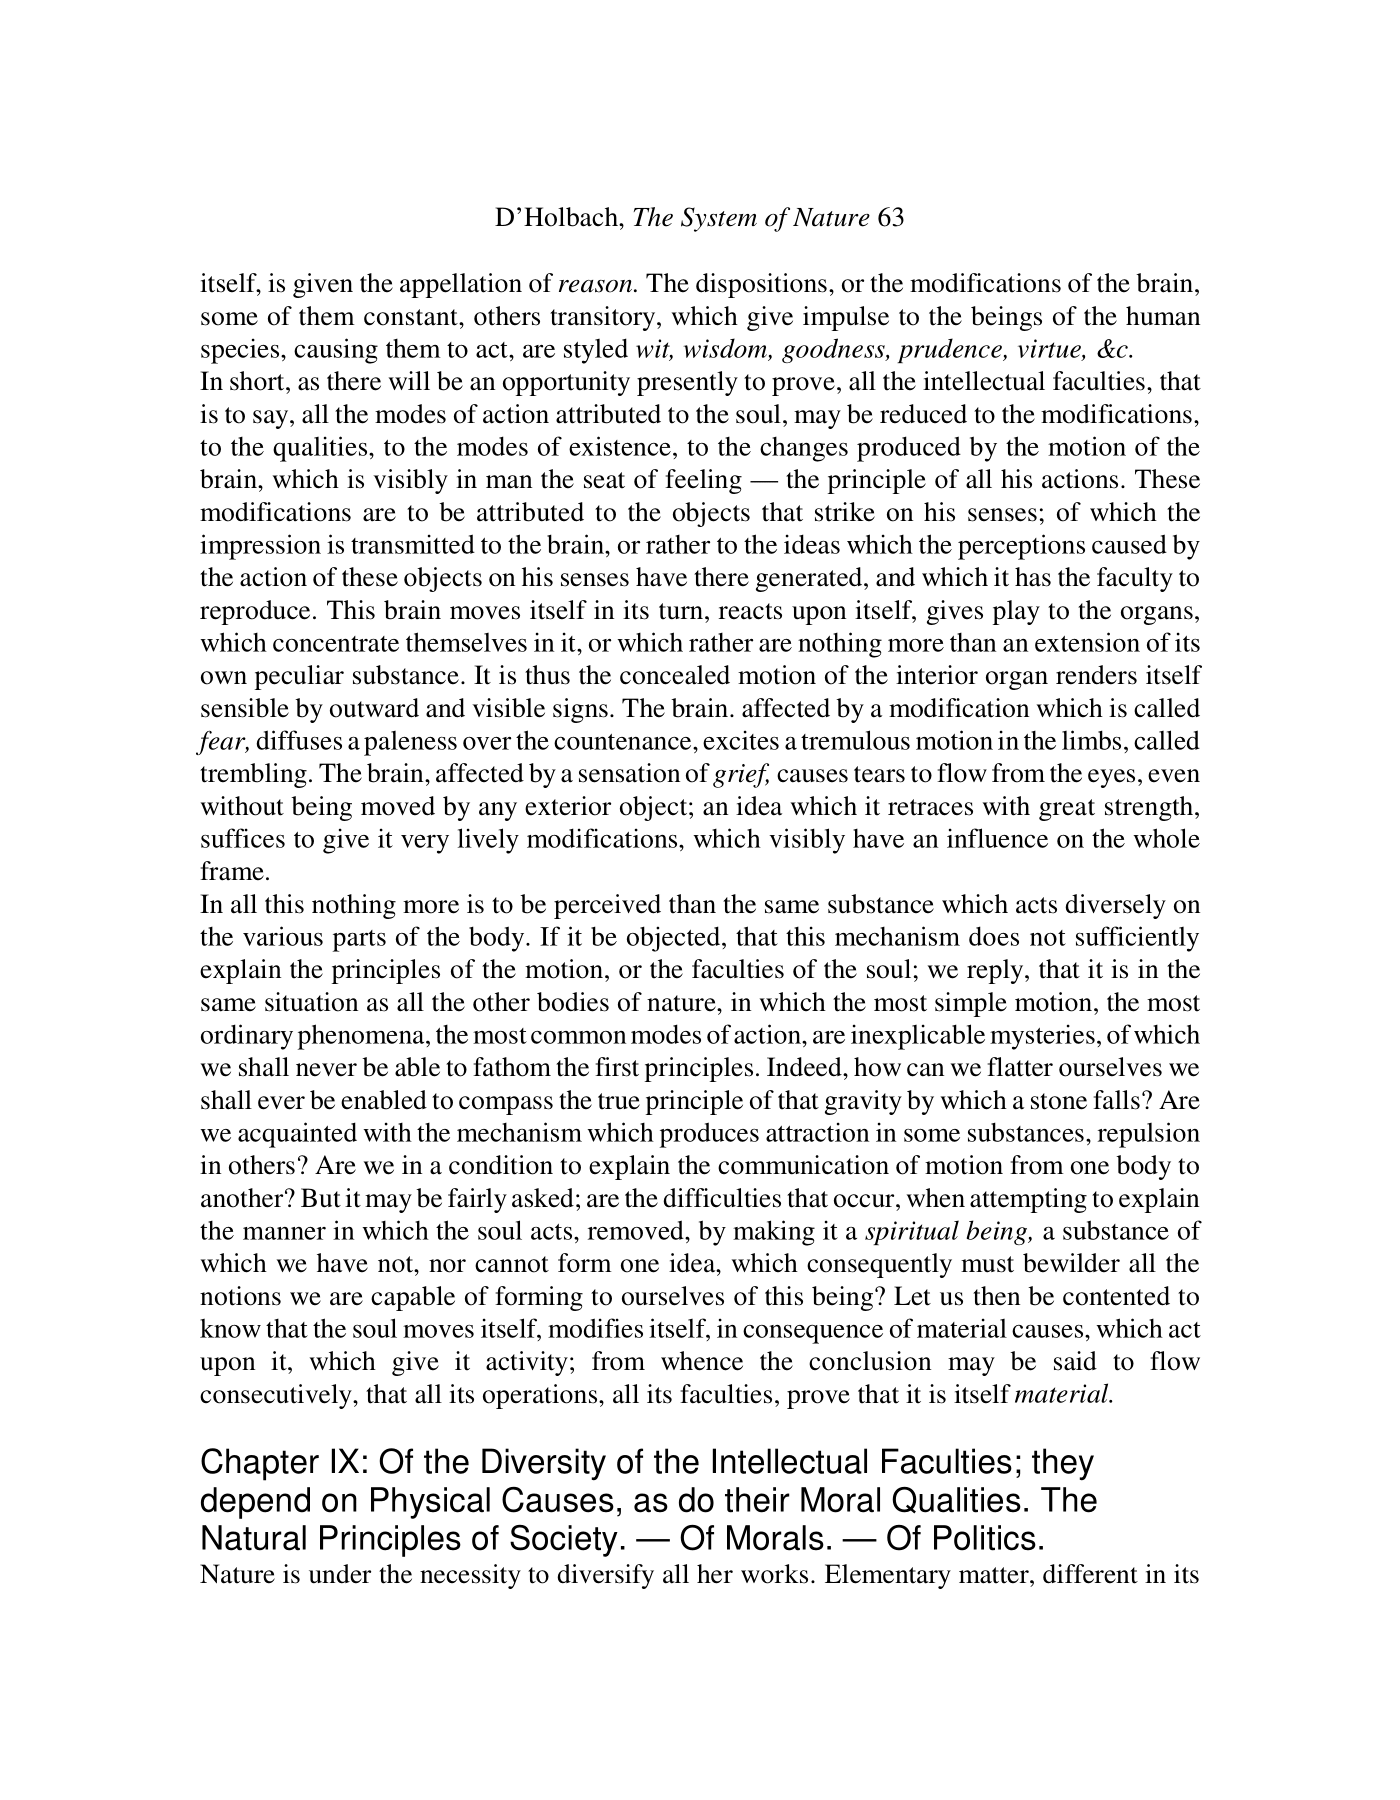 D’Holbach, The System of Nature 63
itself, is given the appellation of reason. The dispositions, or the modifications of the brain,
some of them constant, others transitory, which give impulse to the beings of the human
species, causing them to act, are styled wit, wisdom, goodness, prudence, virtue, &c.
In short, as there will be an opportunity presently to prove, all the intellectual faculties, that
is to say, all the modes of action attributed to the soul, may be reduced to the modifications,
to the qualities, to the modes of existence, to the changes produced by the motion of the
brain, which is visibly in man the seat of feeling — the principle of all his actions. These
modifications are to be attributed to the objects that strike on his senses; of which the
impression is transmitted to the brain, or rather to the ideas which the perceptions caused by
the action of these objects on his senses have there generated, and which it has the faculty to
reproduce. This brain moves itself in its turn, reacts upon itself, gives play to the organs,
which concentrate themselves in it, or which rather are nothing more than an extension of its
own peculiar substance. It is thus the concealed motion of the interior organ renders itself
sensible by outward and visible signs. The brain. affected by a modification which is called
fear, diffuses a paleness over the countenance, excites a tremulous motion in the limbs, called
trembling. The brain, affected by a sensation of grief, causes tears to flow from the eyes, even
without being moved by any exterior object; an idea which it retraces with great strength,
suffices to give it very lively modifications, which visibly have an influence on the whole
frame.
In all this nothing more is to be perceived than the same substance which acts diversely on
the various parts of the body. If it be objected, that this mechanism does not sufficiently
explain the principles of the motion, or the faculties of the soul; we reply, that it is in the
same situation as all the other bodies of nature, in which the most simple motion, the most
ordinary phenomena, the most common modes of action, are inexplicable mysteries, of which
we shall never be able to fathom the first principles. Indeed, how can we flatter ourselves we
shall ever be enabled to compass the true principle of that gravity by which a stone falls? Are
we acquainted with the mechanism which produces attraction in some substances, repulsion
in others? Are we in a condition to explain the communication of motion from one body to
another? But it may be fairly asked; are the difficulties that occur, when attempting to explain
the manner in which the soul acts, removed, by making it a spiritual being, a substance of
which we have not, nor cannot form one idea, which consequently must bewilder all the
notions we are capable of forming to ourselves of this being? Let us then be contented to
know that the soul moves itself, modifies itself, in consequence of material causes, which act
upon it, which give it activity; from whence the conclusion may be said to flow
consecutively, that all its operations, all its faculties, prove that it is itself material.
Chapter IX: Of the Diversity of the Intellectual Faculties; they
depend on Physical Causes, as do their Moral Qualities. The
Natural Principles of Society. — Of Morals. — Of Politics.
Nature is under the necessity to diversify all her works. Elementary matter, different in its